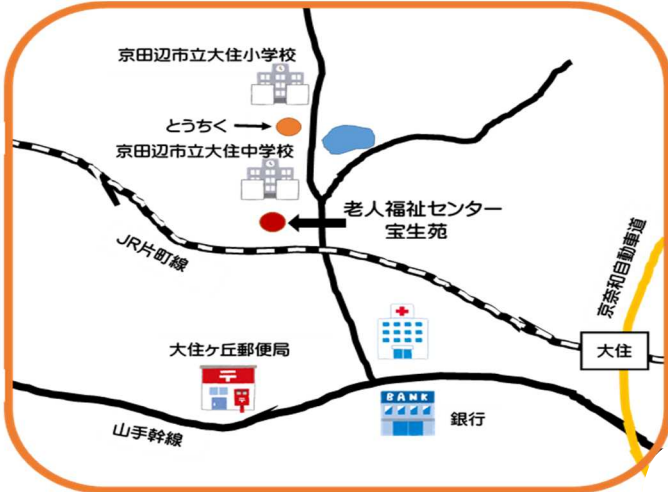 京田辺市立大住小学校
とうちく
京田辺市立大住中学校
老人福祉センター
宝生苑
JR片町線
京奈和自動車道
大住
大住ヶ丘郵便局
〒
BANK
銀行
山手幹線